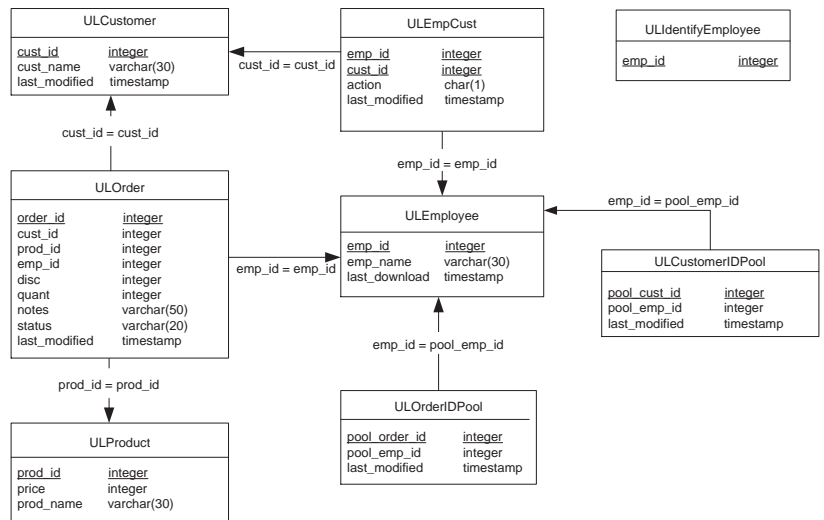 ULCustomer
cust_id integer
cust_name varchar(30)
last_modified timestamp
ULEmpCust
emp_id integer
cust_id integer
action char(1)
last_modified timestamp
ULIdentifyEmployee
emp_id integer
cust_id = cust_id
cust_id = cust_id
emp_id = emp_id
ULOrder
order_id integer
cust_id integer
prod_id integer
emp_id integer
disc integer
quant integer
notes varchar(50)
status varchar(20)
last_modified timestamp
emp_id = emp_id
ULEmployee
emp_id integer
emp_name varchar(30)
last_download timestamp
emp_id = pool_emp_id
ULCustomerIDPool
pool_cust_id integer
pool_emp_id integer
last_modified timestamp
emp_id = pool_emp_id
prod_id = prod_id
ULOrderIDPool
pool_order_id integer
pool_emp_id integer
last_modified timestamp
ULProduct
prod_id integer
price integer
prod_name varchar(30)